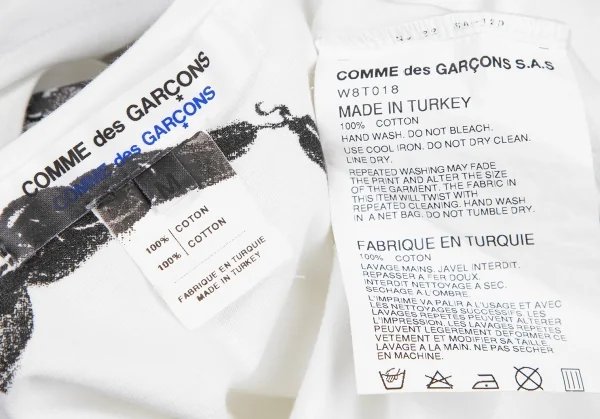 COMME des GARÇONS
COMME des GARÇONS
M
100% COTON
100% COTTON
FABRIQUE EN TURQUIE
MADE IN TURKEY
COMME des GARÇONS S.A.S
W8T018
MADE IN TURKEY
100% COTTON
HAND WASH. DO NOT BLEACH.
USE COOL IRON. DO NOT DRY CLEAN.
LINE DRY.
REPEATED WASHING MAY FADE
THE PRINT AND ALTER THE SIZE
OF THE GARMENT. THE FABRIC IN
THIS ITEM WILL TWIST WITH
REPEATED CLEANING. HAND WASH
IN A NET BAG. DO NOT TUMBLE DRY.
FABRIQUE EN TURQUIE
100% COTON
LAVAGE MAINS. JAVEL INTERDIT.
REPASSER A FER DOUX.
INTERDIT NETTOYAGE A SEC.
SECHAGE A L'OMBRE.
L'IMPRIME VA PALIR A L'USAGE ET AVEC
LES NETTOYAGES SUCCESSIFS. LES
LAVAGES REPETES PEUVENT ALTERER
L'IMPRESSION. LES LAVAGES REPETES
PEUVENT LEGEREMENT DEFORMER CE
VETEMENT ET MODIFIER SA TAILLE.
LAVAGE A LA MAIN. NE PAS SECHER
EN MACHINE.